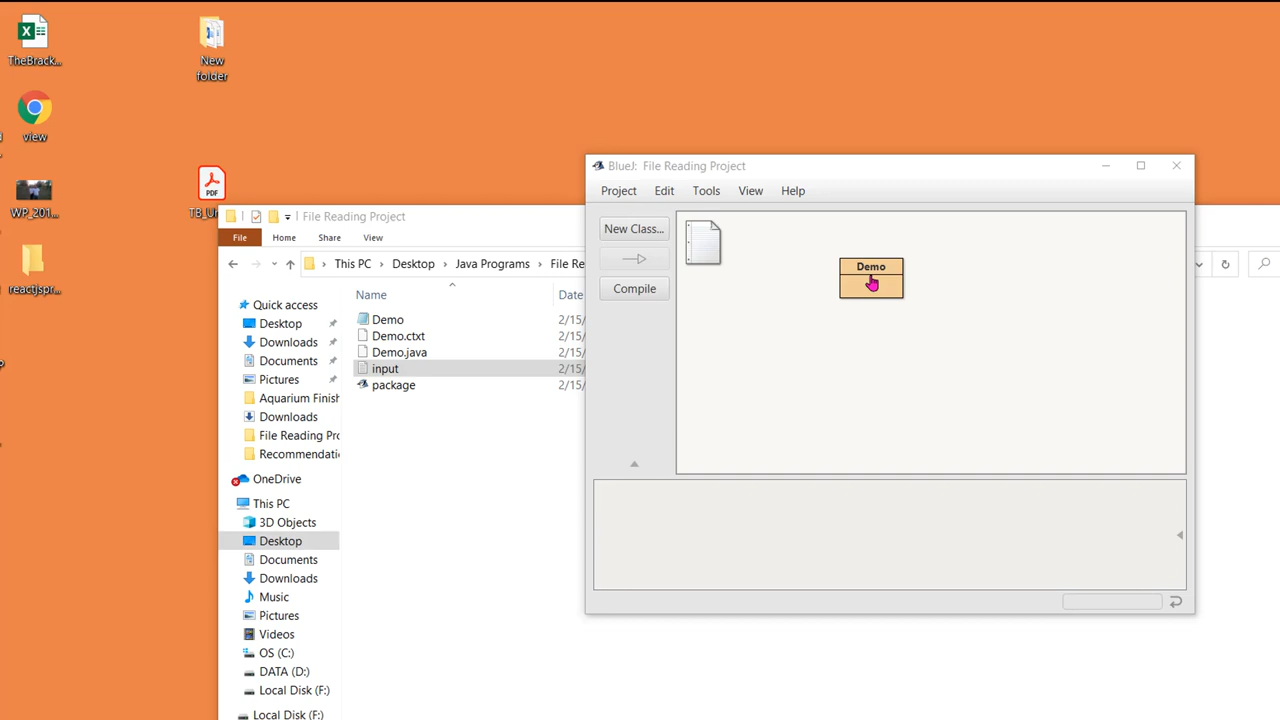 TheBrack...
New
folder
view
PDF
WP_201...
TB_Ur
reactjspr...
File Reading Project
File
Home
Share
View
This PC
Desktop
Java Programs
File Re
Name
Date
Quick access
Desktop
Downloads
Documents
Pictures
Aquarium Finish
Downloads
File Reading Pro
Recommendatic
OneDrive
This PC
3D Objects
Desktop
Documents
Downloads
Music
Pictures
Videos
OS (C:)
DATA (D:)
Local Disk (F:)
Local Disk (F:)
Demo
2/15/
Demo.ctxt
2/15/
Demo.java
2/15/
input
2/15/
package
2/15/
BlueJ: File Reading Project
Project
Edit
Tools
View
Help
New Class...
Compile
Demo